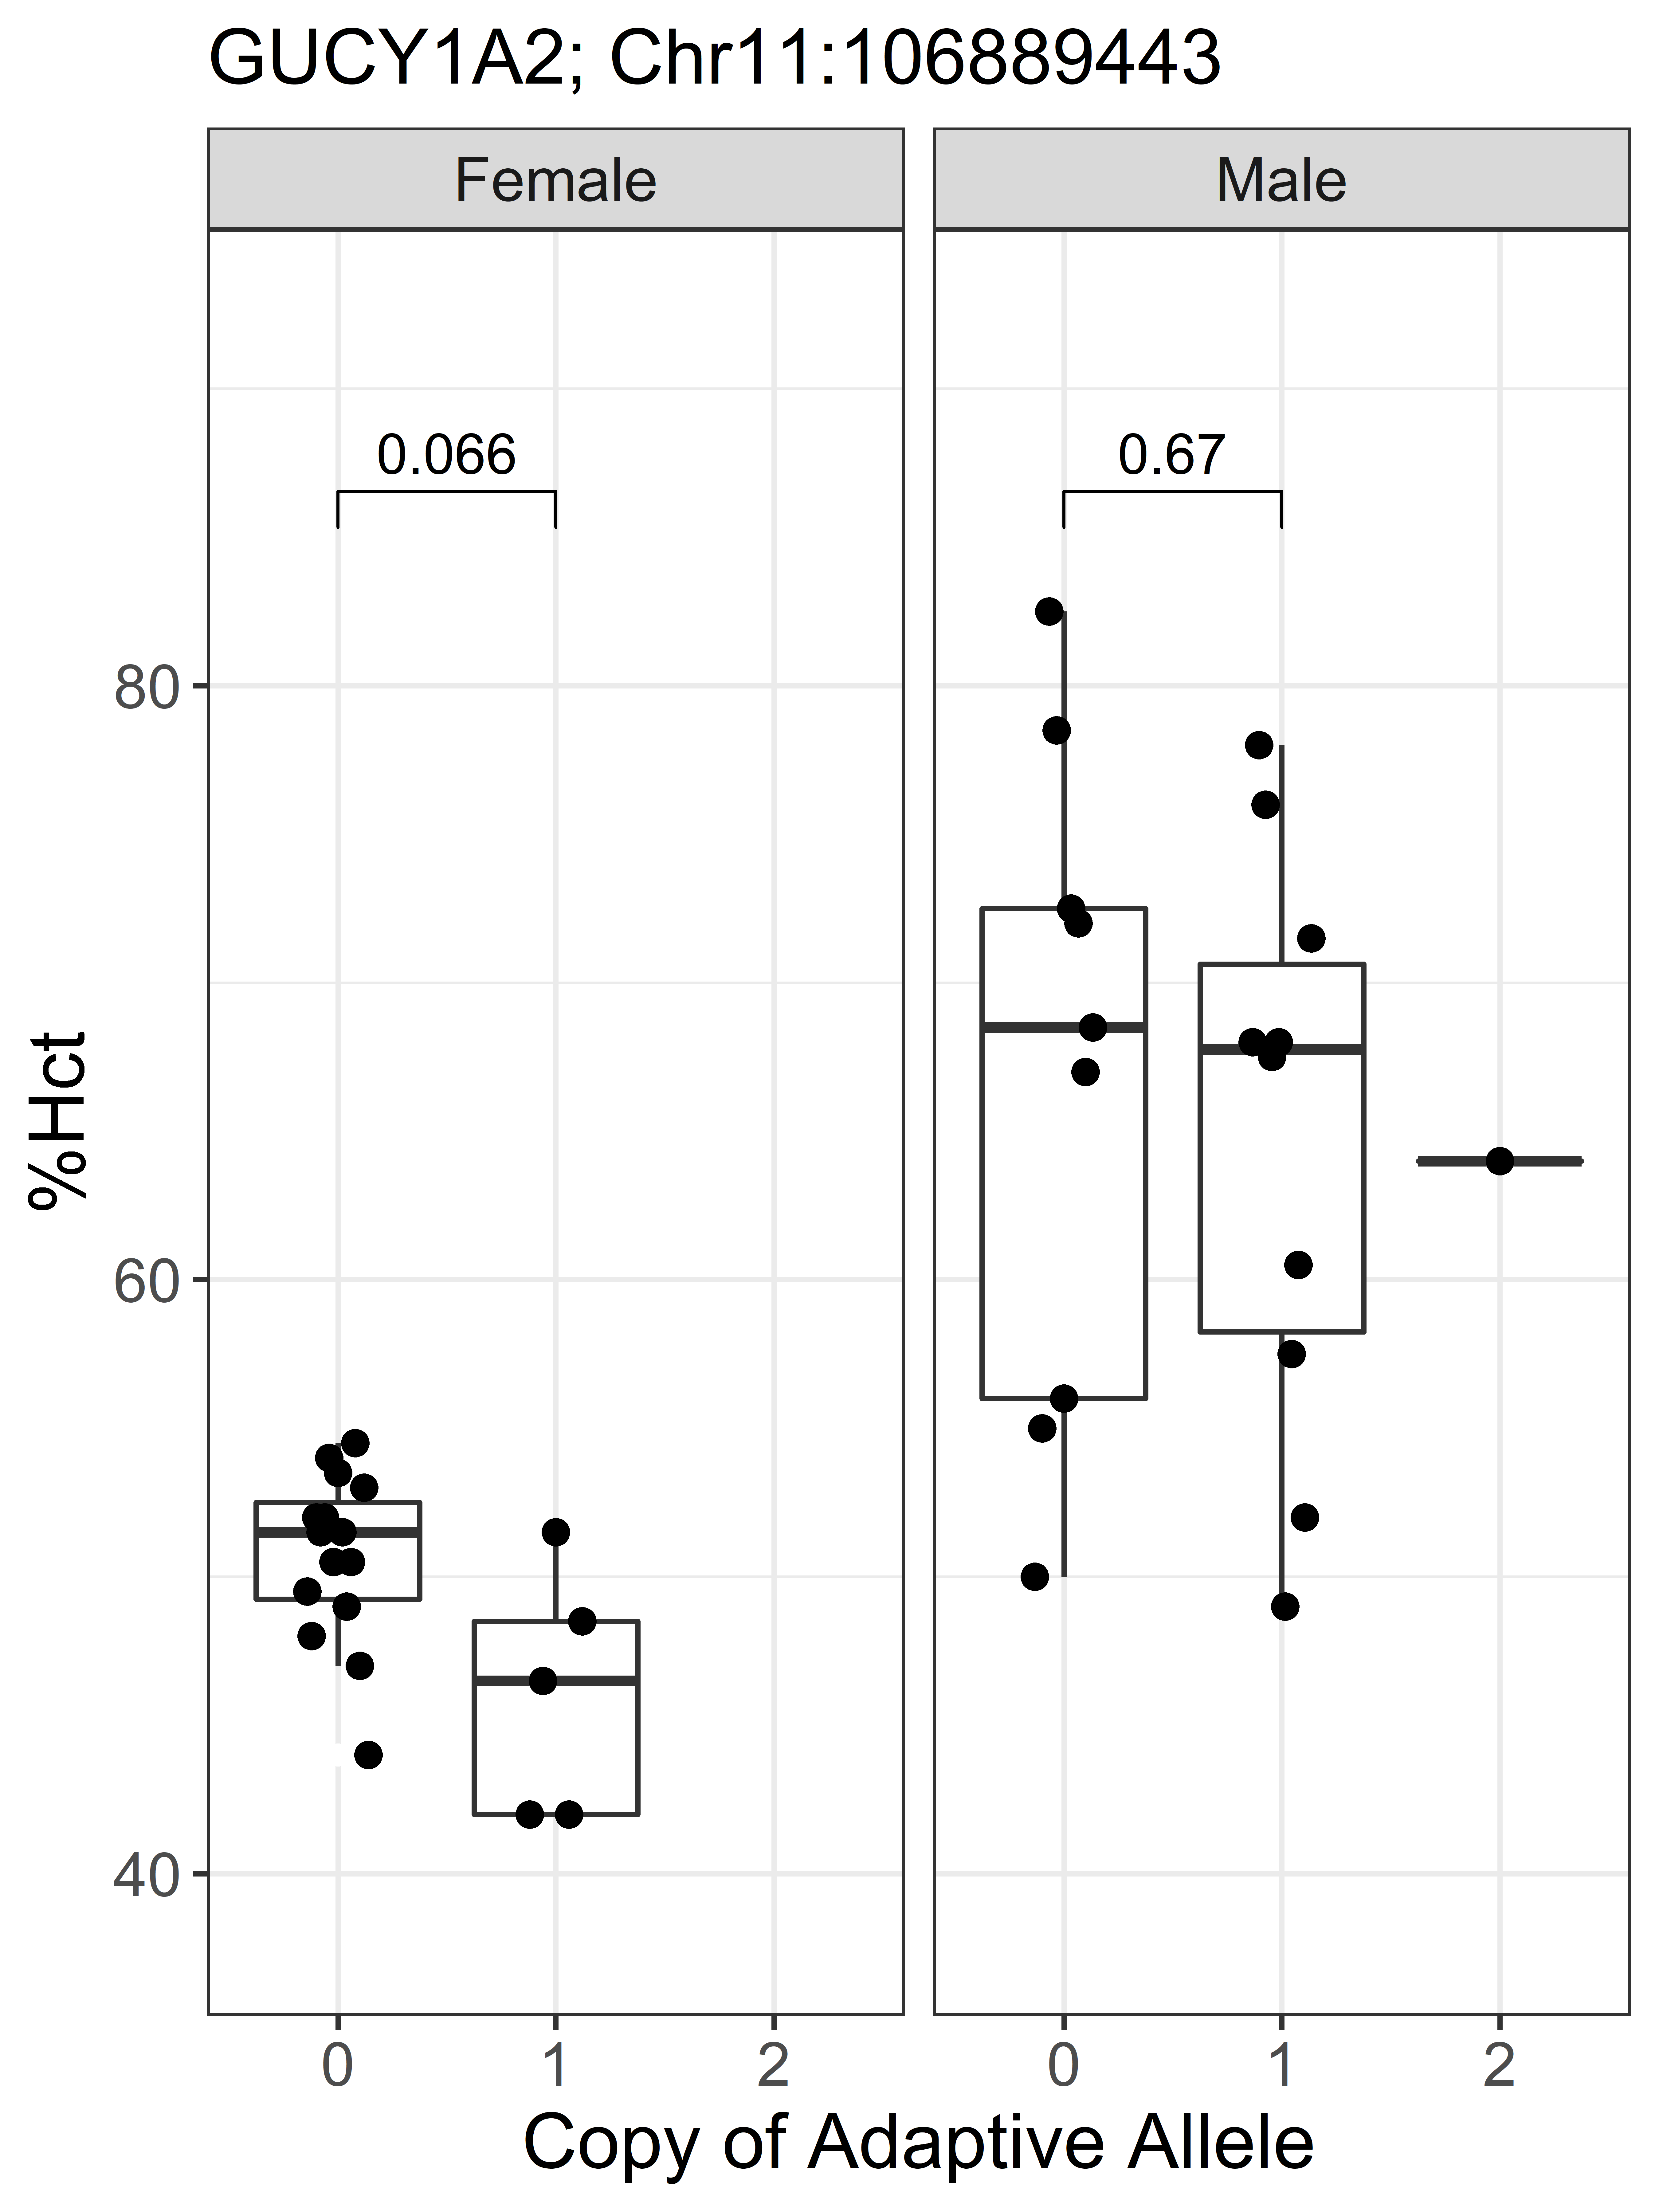 GUCY1A2; Chr11:106889443
Female
Male
0.066
0.67
80
60
40
%Hct
0 1 2
0 1 2
Copy of Adaptive Allele